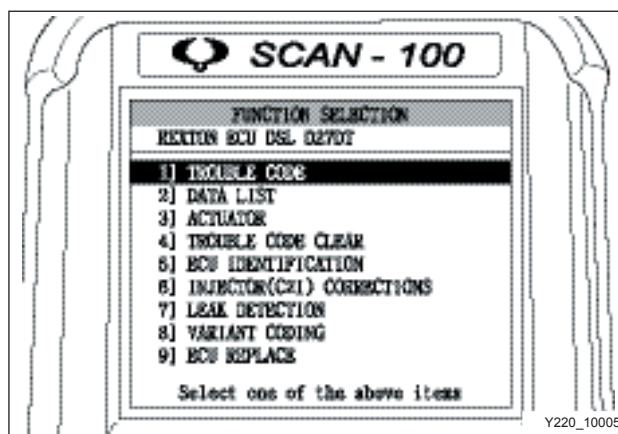 SCAN - 100
FUNCTION SELECTION
REXTON ECU DSL D27DT
1] TROUBLE CODE
2] DATA LIST
3] ACTUATOR
4] TROUBLE CODE CLEAR
5] ECU IDENTIFICATION
6] INJECTOR(C2I) CORRECTIONS
7] LEAK DETECTION
8] VARIANT CODING
9] ECU REPLACE
Select one of the above items
Y220_10005